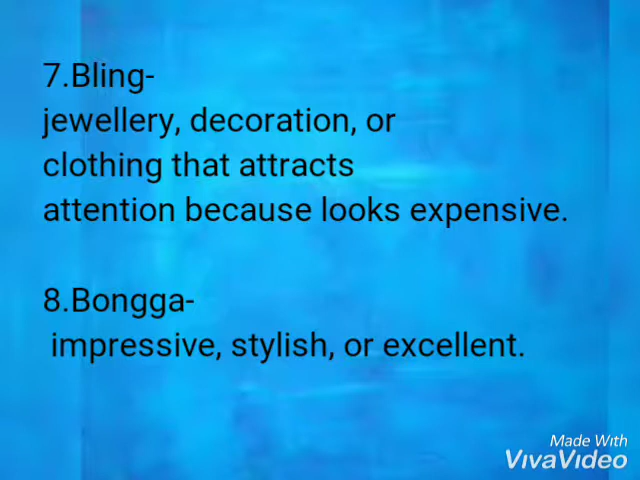 7.Bling-
jewellery, decoration, or
clothing that attracts
attention because looks expensive.
8.Bongga-
impressive, stylish, or excellent.
Made With
VivaVideo